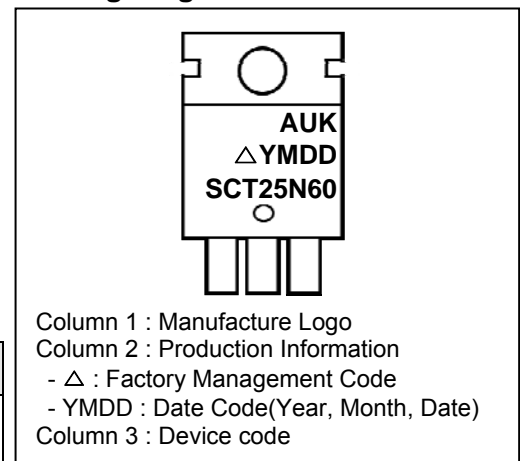 AUK
△YMDD
SCT25N60
Column 1 : Manufacture Logo
Column 2 : Production Information
- △ : Factory Management Code
- YMDD : Date Code(Year, Month, Date)
Column 3 : Device code